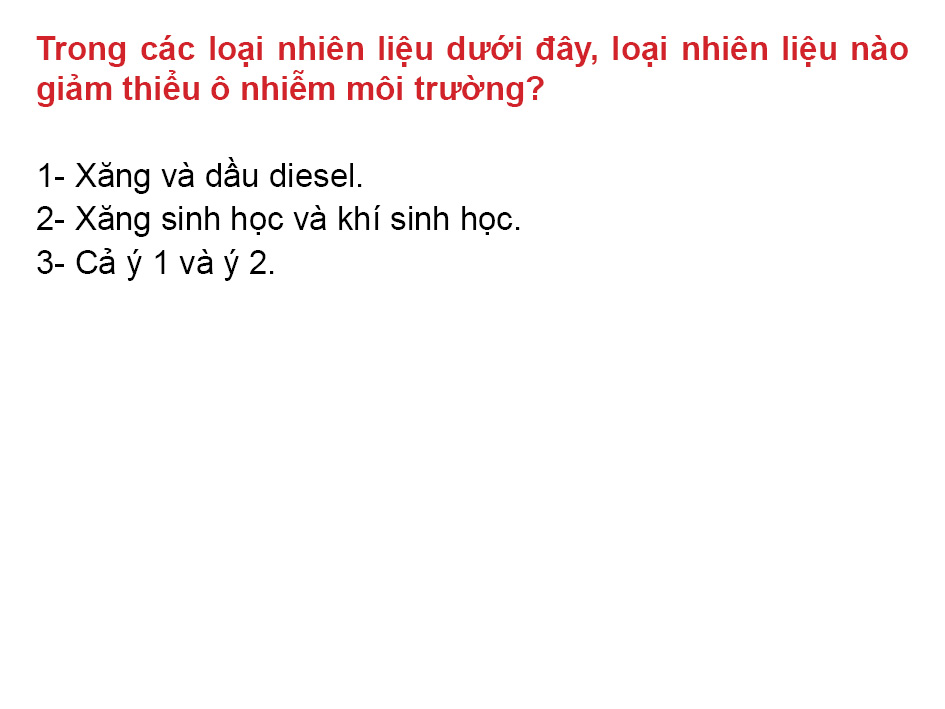 Trong các loại nhiên liệu dưới đây, loại nhiên liệu nào
giảm thiểu ô nhiễm môi trường?
1- Xăng và dầu diesel.
2- Xăng sinh học và khí sinh học.
3- Cả ý 1 và ý 2.